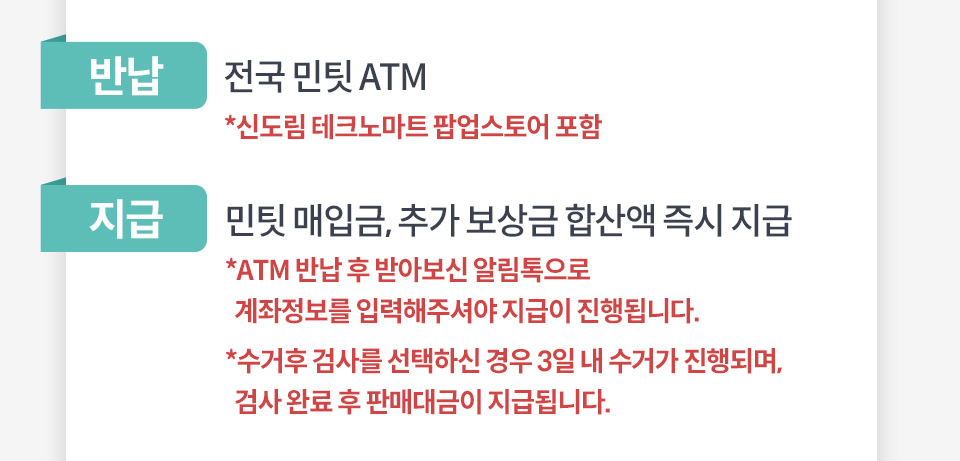 반납
전국 민팃 ATM
*신도림 테크노마트 팝업스토어 포함
지급
민팃 매입금, 추가 보상금 합산액 즉시 지급
*ATM 반납 후 받아보신 알림톡으로
계좌정보를 입력해주셔야 지급이 진행됩니다.
*수거후 검사를 선택하신 경우 3일 내 수거가 진행되며,
검사 완료 후 판매대금이 지급됩니다.